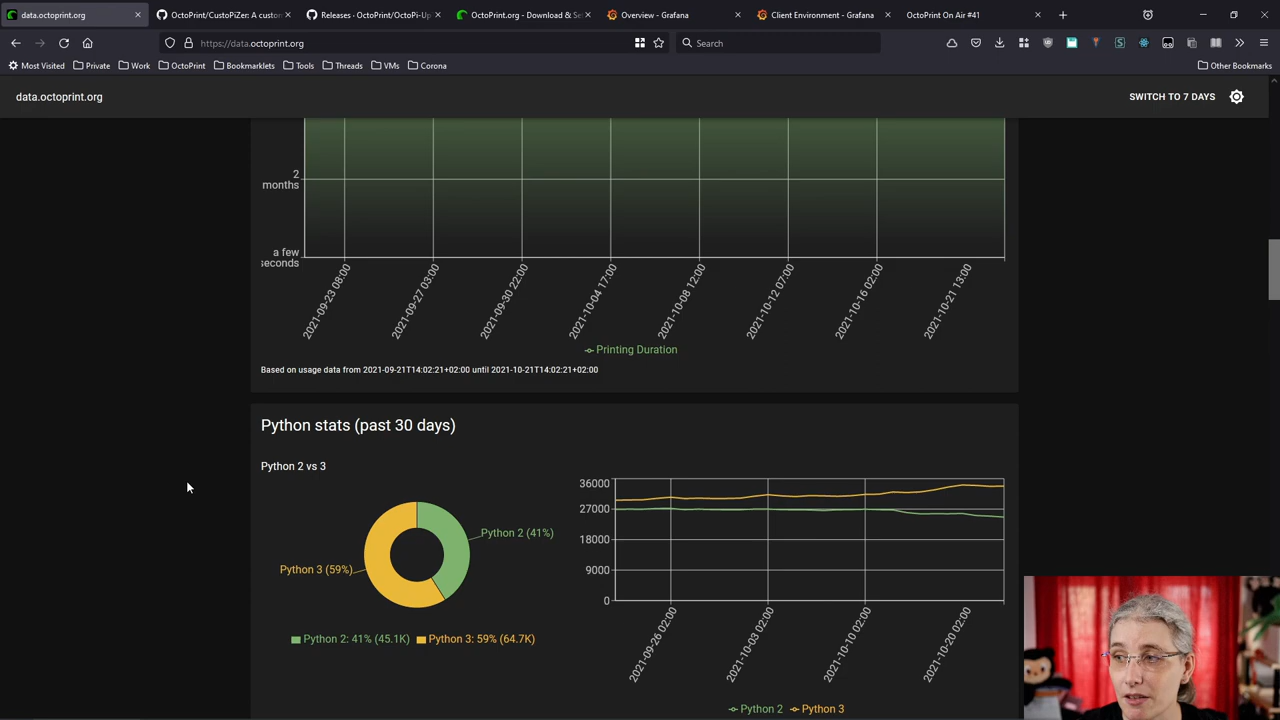 data.octoprint.org
OctoPrint/CustoPiZer: A custom
Releases · OctoPrint/OctoPi-Up
OctoPrint.org - Download & Se
Overview - Grafana
Client Environment - Grafana
OctoPrint On Air #41
https://data.octoprint.org
Search
Most Visited
Private
Work
OctoPrint
Bookmarklets
Tools
Threads
VMs
Corona
Other Bookmarks
data.octoprint.org
SWITCH TO 7 DAYS
2
months
a few
seconds
2021-09-23 08:00
2021-09-27 03:00
2021-09-30 22:00
2021-10-04 17:00
2021-10-08 12:00
2021-10-12 07:00
2021-10-16 02:00
2021-10-21 13:00
Printing Duration
Based on usage data from 2021-09-21T14:02:21+02:00 until 2021-10-21T14:02:21+02:00
Python stats (past 30 days)
Python 2 vs 3
Python 2 (41%)
Python 3 (59%)
Python 2: 41% (45.1K)
Python 3: 59% (64.7K)
36000
27000
18000
9000
0
2021-09-26 02:00
2021-10-03 02:00
2021-10-10 02:00
2021-10-20 02:00
Python 2
Python 3